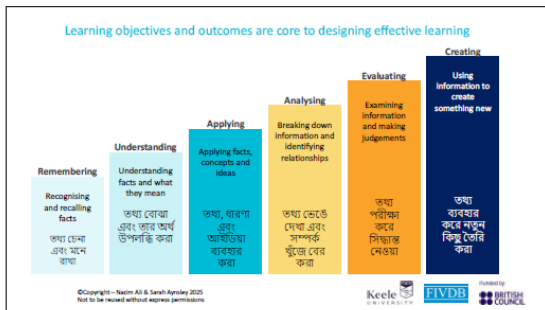 Learning objectives and outcomes are core to designing effective learning
Remembering
Recognising
and recalling
facts
তথ্য চেনা
এবং মনে
রাখা
Understanding
Understanding
facts and what
they mean
তথ্য বোঝা
এবং তার অর্থ
উপলব্ধি করা
Applying
Applying facts,
concepts and
ideas
তথ্য, ধারণা
এবং
আইডিয়া
ব্যবহার
করা
Analysing
Breaking down
information and
identifying
relationships
তথ্য ভেঙে
দেখা এবং
সম্পর্ক
খুঁজে বের
করা
Evaluating
Examining
information
and making
judgements
তথ্য
পরীক্ষা
করে
সিদ্ধান্ত
নেওয়া
Creating
Using
information to
create
something new
তথ্য
ব্যবহার
করে নতুন
কিছু তৈরি
করা
©Copyright – Nazim Ali & Sarah Aynsley 2025
Not to be reused without express permissions
Keele
UNIVERSITY
FIVDB
Funded by
BRITISH
COUNCIL